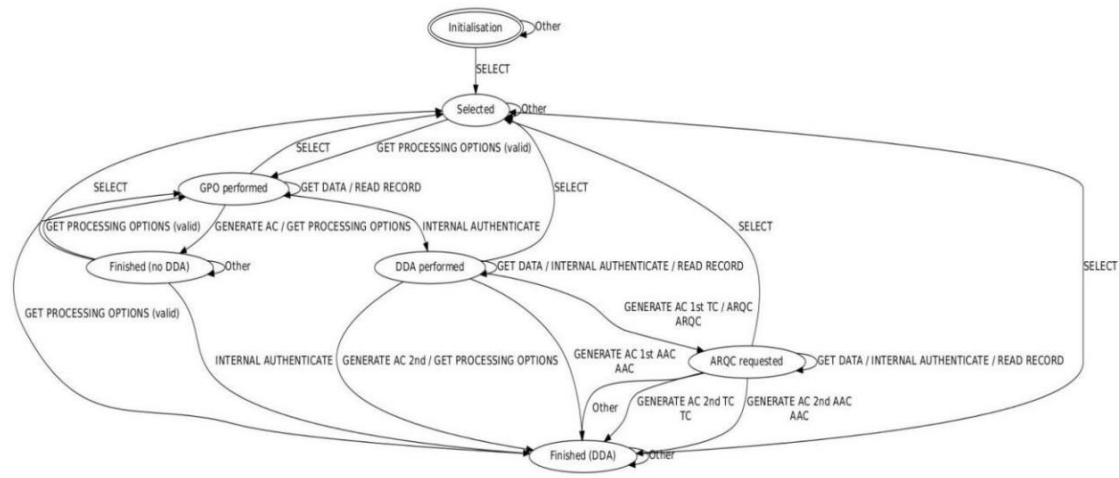 Initialisation
Other
SELECT
Selected
Other
SELECT
GET PROCESSING OPTIONS (valid)
SELECT
GPO performed
GET DATA / READ RECORD
SELECT
GET PROCESSING OPTIONS (valid)
GENERATE AC / GET PROCESSING OPTIONS
INTERNAL AUTHENTICATE
SELECT
Finished (no DDA)
Other
DDA performed
GET DATA / INTERNAL AUTHENTICATE / READ RECORD
SELECT
GET PROCESSING OPTIONS (valid)
GENERATE AC 1st TC / ARQC
ARQC
INTERNAL AUTHENTICATE
GENERATE AC 2nd / GET PROCESSING OPTIONS
GENERATE AC 1st AAC
AAC
ARQC requested
GET DATA / INTERNAL AUTHENTICATE / READ RECORD
Other
GENERATE AC 2nd TC
TC
GENERATE AC 2nd AAC
AAC
Finished (DDA)
Other